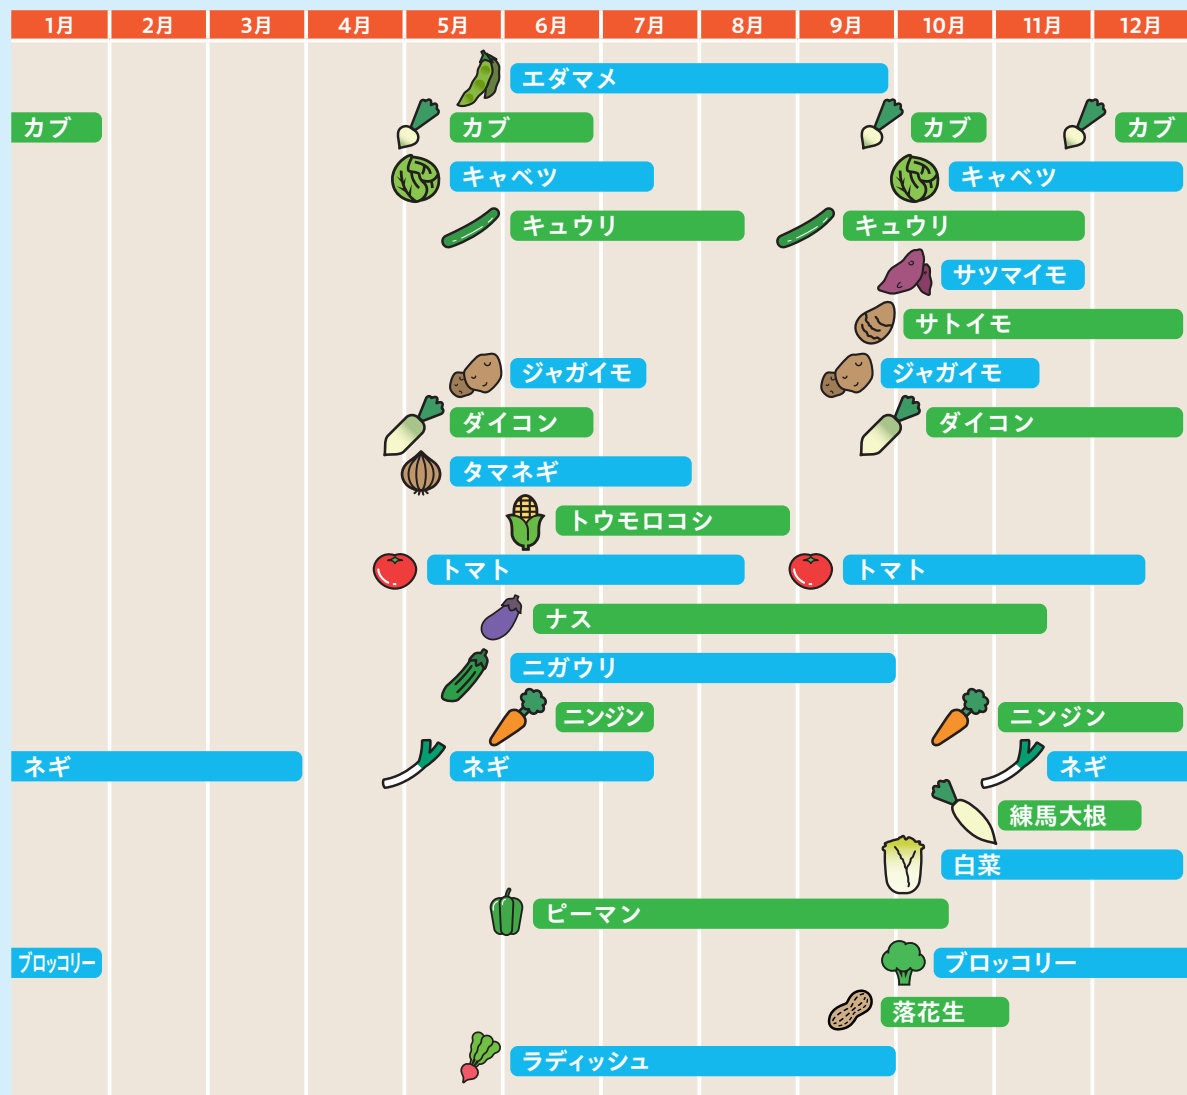 1月 2月 3月 4月 5月 6月 7月 8月 9月 10月 11月 12月
エダマメ
カブ カブ カブ カブ
キャベツ キャベツ
キュウリ キュウリ
サツマイモ
サトイモ
ジャガイモ ジャガイモ
ダイコン ダイコン
タマネギ
トウモロコシ
トマト トマト
ナス
ニガウリ
ニンジン ニンジン
ネギ ネギ ネギ
練馬大根
白菜
ピーマン
ブロッコリー ブロッコリー
落花生
ラディッシュ